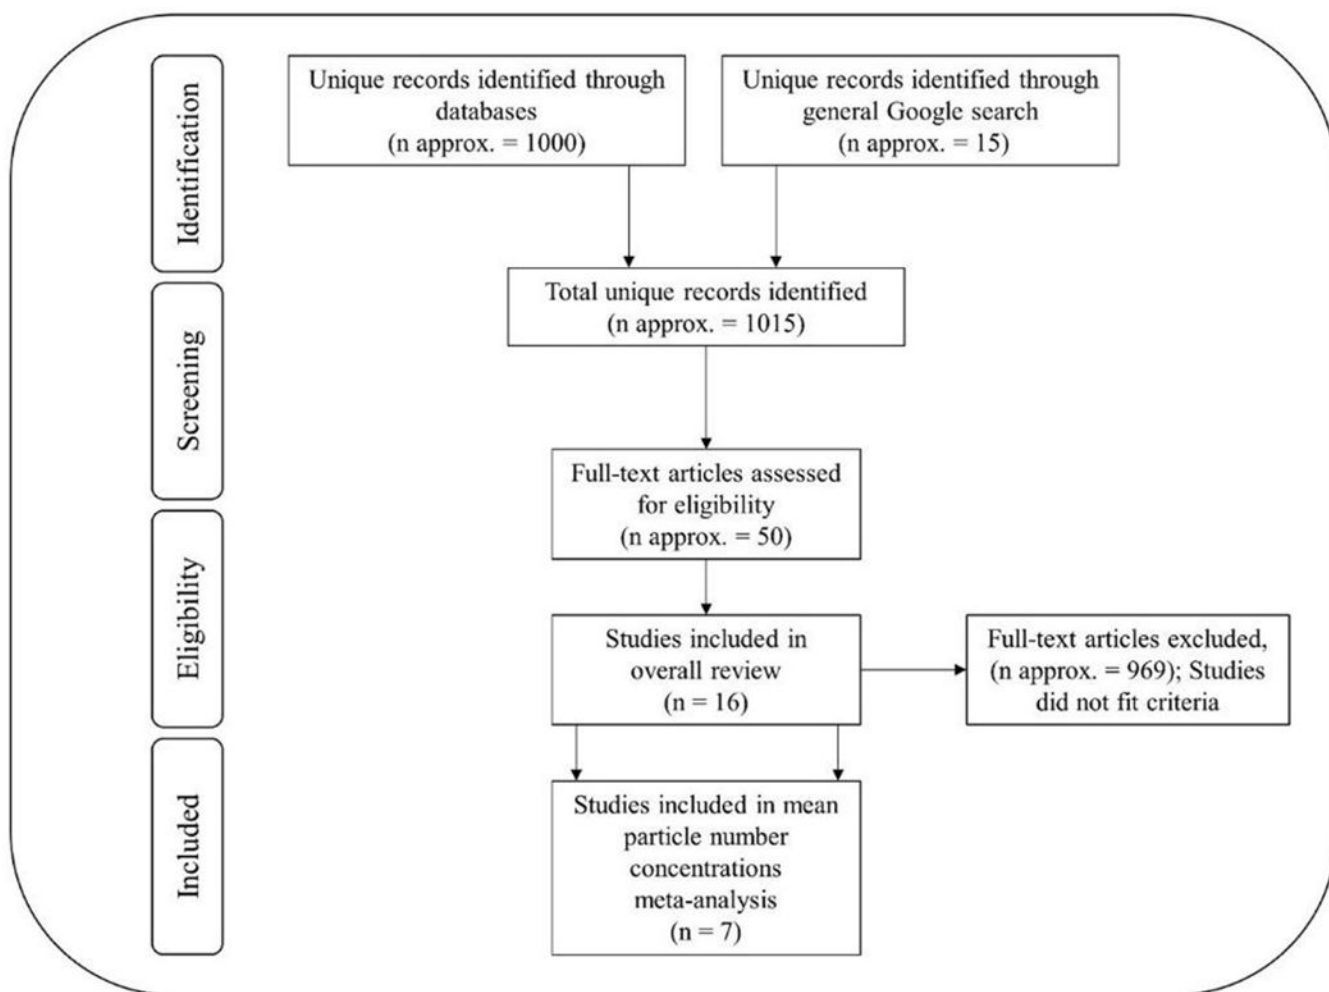 Identification
Unique records identified through
databases
(n approx. = 1000)
Unique records identified through
general Google search
(n approx. = 15)
Total unique records identified
(n approx. = 1015)
Screening
Full-text articles assessed
for eligibility
(n approx. = 50)
Eligibility
Studies included in
overall review
(n = 16)
Full-text articles excluded,
(n approx. = 969); Studies
did not fit criteria
Included
Studies included in mean
particle number
concentrations
meta-analysis
(n = 7)